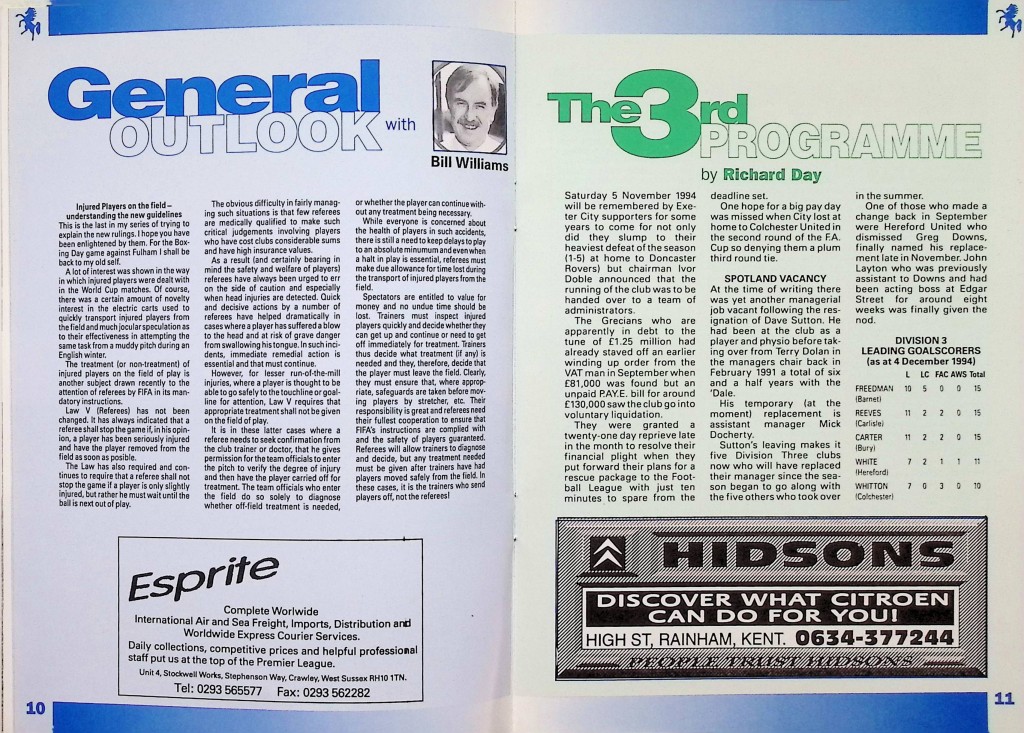 General
OUTLOOK with
Bill Williams
Injured Players on the field –
understanding the new guidelines
This is the last in my series of trying to
explain the new rulings. I hope you have
been enlightened by them. For the Box-
ing Day game against Fulham I shall be
back to my old self.
A lot of interest was shown in the way
in which injured players were dealt with
in the World Cup matches. Of course,
there was a certain amount of novelty
interest in the electric carts used to
quickly transport injured players from
the field and much jocular speculation as
to their effectiveness in attempting the
same task from a muddy pitch during an
English winter.
The treatment (or non-treatment) of
injured players on the field of play is
another subject drawn recently to the
attention of referees by FIFA in its man-
datory instructions.
Law V (Referees) has not been
changed. It has always indicated that a
referee shall stop the game if, in his opin-
ion, a player has been seriously injured
and have the player removed from the
field as soon as possible.
The Law has also required and con-
tinues to require that a referee shall not
stop the game if a player is only slightly
injured, but rather he must wait until the
ball is next out of play.
The obvious difficulty in fairly manag-
ing such situations is that few referees
are medically qualified to make such
critical judgements involving players
who have cost clubs considerable sums
and have high insurance values.
As a result (and certainly bearing in
mind the safety and welfare of players)
referees have always been urged to err
on the side of caution and especially
when head injuries are detected. Quick
and decisive actions by a number of
referees have helped dramatically in
cases where a player has suffered a blow
to the head and at risk of grave danger
from swallowing his tongue. In such inci-
dents, immediate remedial action is
essential and that must continue.
However, for lesser run-of-the-mill
injuries, where a player is thought to be
able to go safely to the touchline or goal-
line for attention, Law V requires that
appropriate treatment shall not be given
on the field of play.
It is in these latter cases where a
referee needs to seek confirmation from
the club trainer or doctor, that he gives
permission for the team officials to enter
the pitch to verify the degree of injury
and then have the player carried off for
treatment. The team officials who enter
the field do so solely to diagnose
whether off-field treatment is needed,
or whether the player can continue with-
out any treatment being necessary.
While everyone is concerned about
the health of players in such accidents,
there is still a need to keep delays to play
to an absolute minimum and even when
a halt in play is essential, referees must
make due allowance for time lost during
the transport of injured players from the
field.
Spectators are entitled to value for
money and no undue time should be
lost. Trainers must inspect injured
players quickly and decide whether they
can get up and continue or need to get
off immediately for treatment. Trainers
thus decide what treatment (if any) is
needed and they, therefore, decide that
the player must leave the field. Clearly,
they must ensure that, where approp-
riate, safeguards are taken before mov-
ing players by stretcher, etc. Their
responsibility is great and referees need
their fullest cooperation to ensure that
FIFA's instructions are complied with
and the safety of players guaranteed.
Referees will allow trainers to diagnose
and decide, but any treatment needed
must be given after trainers have had
players moved safely from the field. In
these cases, it is the trainers who send
players off, not the referees!
Esprite
Complete Worlwide
International Air and Sea Freight, Imports, Distribution and
Worldwide Express Courier Services.
Daily collections, competitive prices and helpful professional
staff put us at the top of the Premier League.
Unit 4, Stockwell Works, Stephenson Way, Crawley, West Sussex RH10 1TN.
Tel: 0293 565577 Fax: 0293 562282
10
The 3rd
PROGRAMME
by Richard Day
Saturday 5 November 1994
will be remembered by Exe-
ter City supporters for some
years to come for not only
did they slump to their
heaviest defeat of the season
(1-5) at home to Doncaster
Rovers) but chairman Ivor
Doble announced that the
running of the club was to be
handed over to a team of
administrators.
The Grecians who are
apparently in debt to the
tune of £1.25 million had
already staved off an earlier
winding up order from the
VAT man in September when
£81,000 was found but an
unpaid P.A.Y.E. bill for around
£130,000 saw the club go into
voluntary liquidation.
They were granted a
twenty-one day reprieve late
in the month to resolve their
financial plight when they
put forward their plans for a
rescue package to the Foot-
ball League with just ten
minutes to spare from the
deadline set.
One hope for a big pay day
was missed when City lost at
home to Colchester United in
the second round of the F.A.
Cup so denying them a plum
third round tie.
SPOTLAND VACANCY
At the time of writing there
was yet another managerial
job vacant following the res-
ignation of Dave Sutton. He
had been at the club as a
player and physio before tak-
ing over from Terry Dolan in
the managers chair back in
February 1991 a total of six
and a half years with the
'Dale.
His temporary (at the
moment) replacement is
assistant manager Mick
Docherty.
Sutton's leaving makes it
five Division Three clubs
now who will have replaced
their manager since the sea-
son began to go along with
the five others who took over
in the summer.
One of those who made a
change back in September
were Hereford United who
dismissed Greg Downs,
finally named his replace-
ment late in November. John
Layton who was previously
assistant to Downs and had
been acting boss at Edgar
Street for around eight
weeks was finally given the
nod.
DIVISION 3
LEADING GOALSCORERS
(as at 4 December 1994)
L LC FAC AWS Total
FREEDMAN 10 5 0 0 15
(Barnet)
REEVES 11 2 2 0 15
(Carlisle)
CARTER 11 2 2 0 15
(Bury)
WHITE 7 2 1 1 11
(Hereford)
WHITTON 7 0 3 0 10
(Colchester)
HIDSONS
DISCOVER WHAT CITROEN
CAN DO FOR YOU!
HIGH ST, RAINHAM, KENT. 0634-377244
PEOPLE TRUST HIDSONS
11